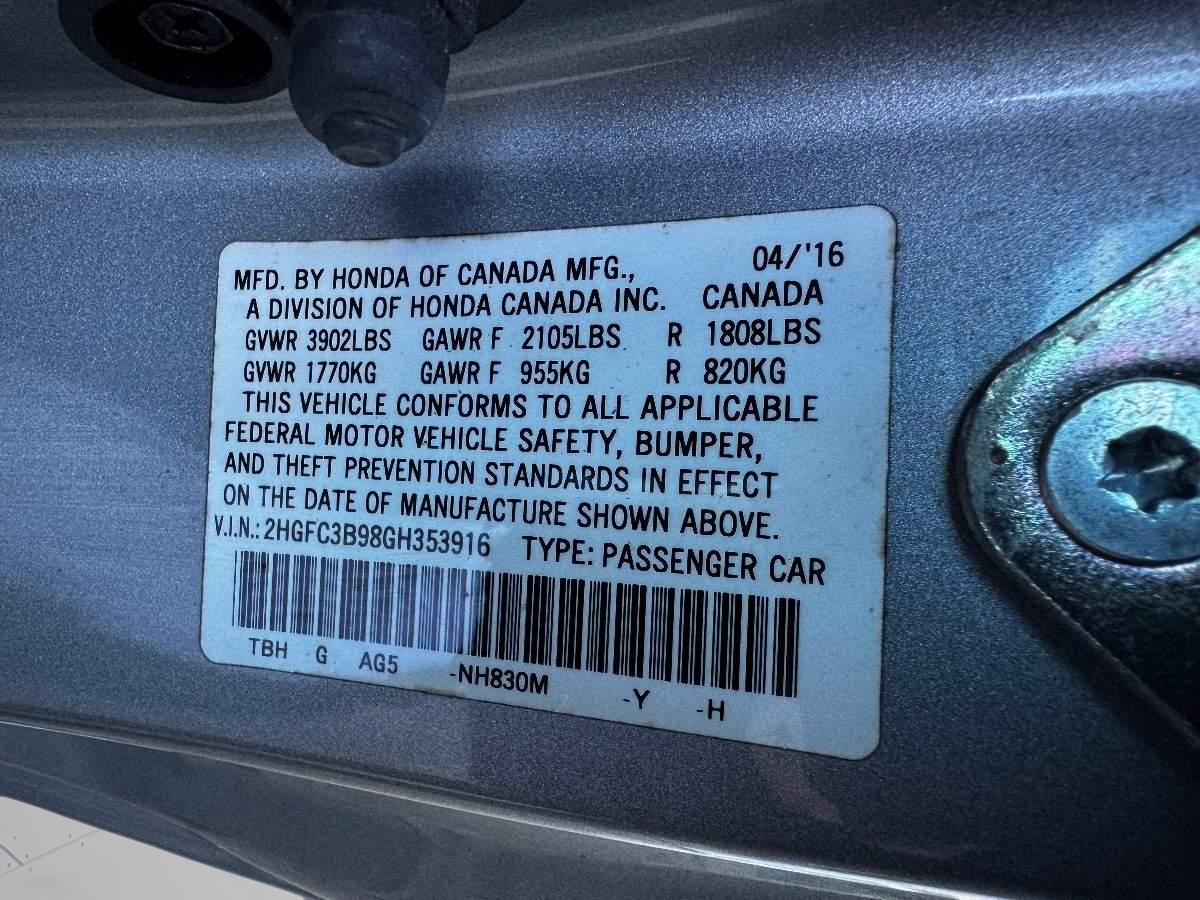 MFD. BY HONDA OF CANADA MFG., 04/'16
A DIVISION OF HONDA CANADA INC. CANADA
GVWR 3902LBS GAWR F 2105LBS R 1808LBS
GVWR 1770KG GAWR F 955KG R 820KG
THIS VEHICLE CONFORMS TO ALL APPLICABLE
FEDERAL MOTOR VEHICLE SAFETY, BUMPER,
AND THEFT PREVENTION STANDARDS IN EFFECT
ON THE DATE OF MANUFACTURE SHOWN ABOVE.
V.I.N.: 2HGFC3B98GH353916 TYPE: PASSENGER CAR
TBH G AG5 -NH830M -Y -H